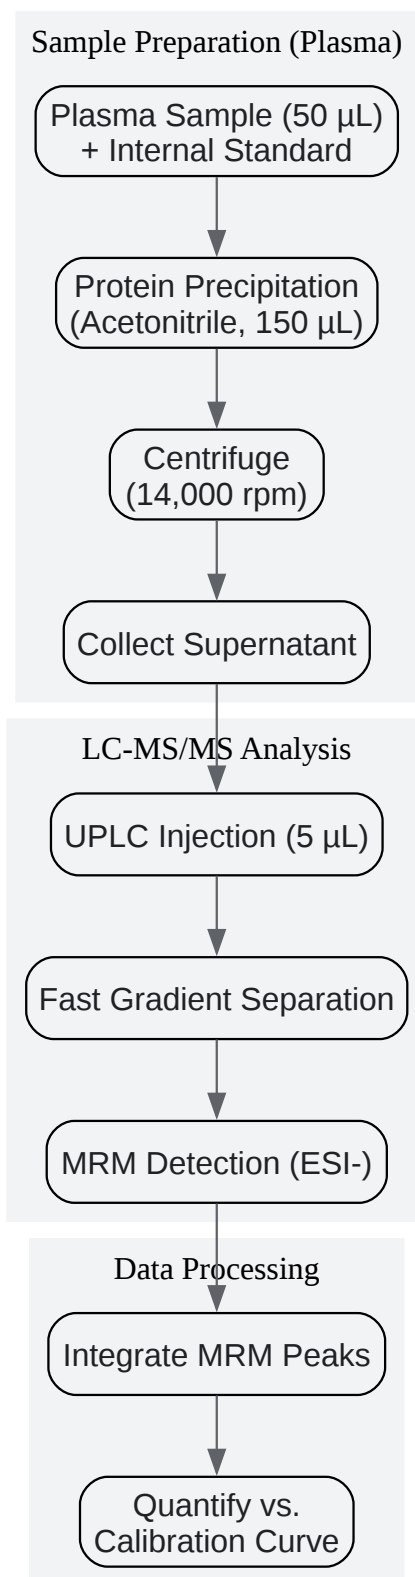 Sample Preparation (Plasma)
Plasma Sample (50 µL)
+ Internal Standard
Protein Precipitation
(Acetonitrile, 150 µL)
Centrifuge
(14,000 rpm)
Collect Supernatant
LC-MS/MS Analysis
UPLC Injection (5 µL)
Fast Gradient Separation
MRM Detection (ESI-)
Data Processing
Integrate MRM Peaks
Quantify vs.
Calibration Curve